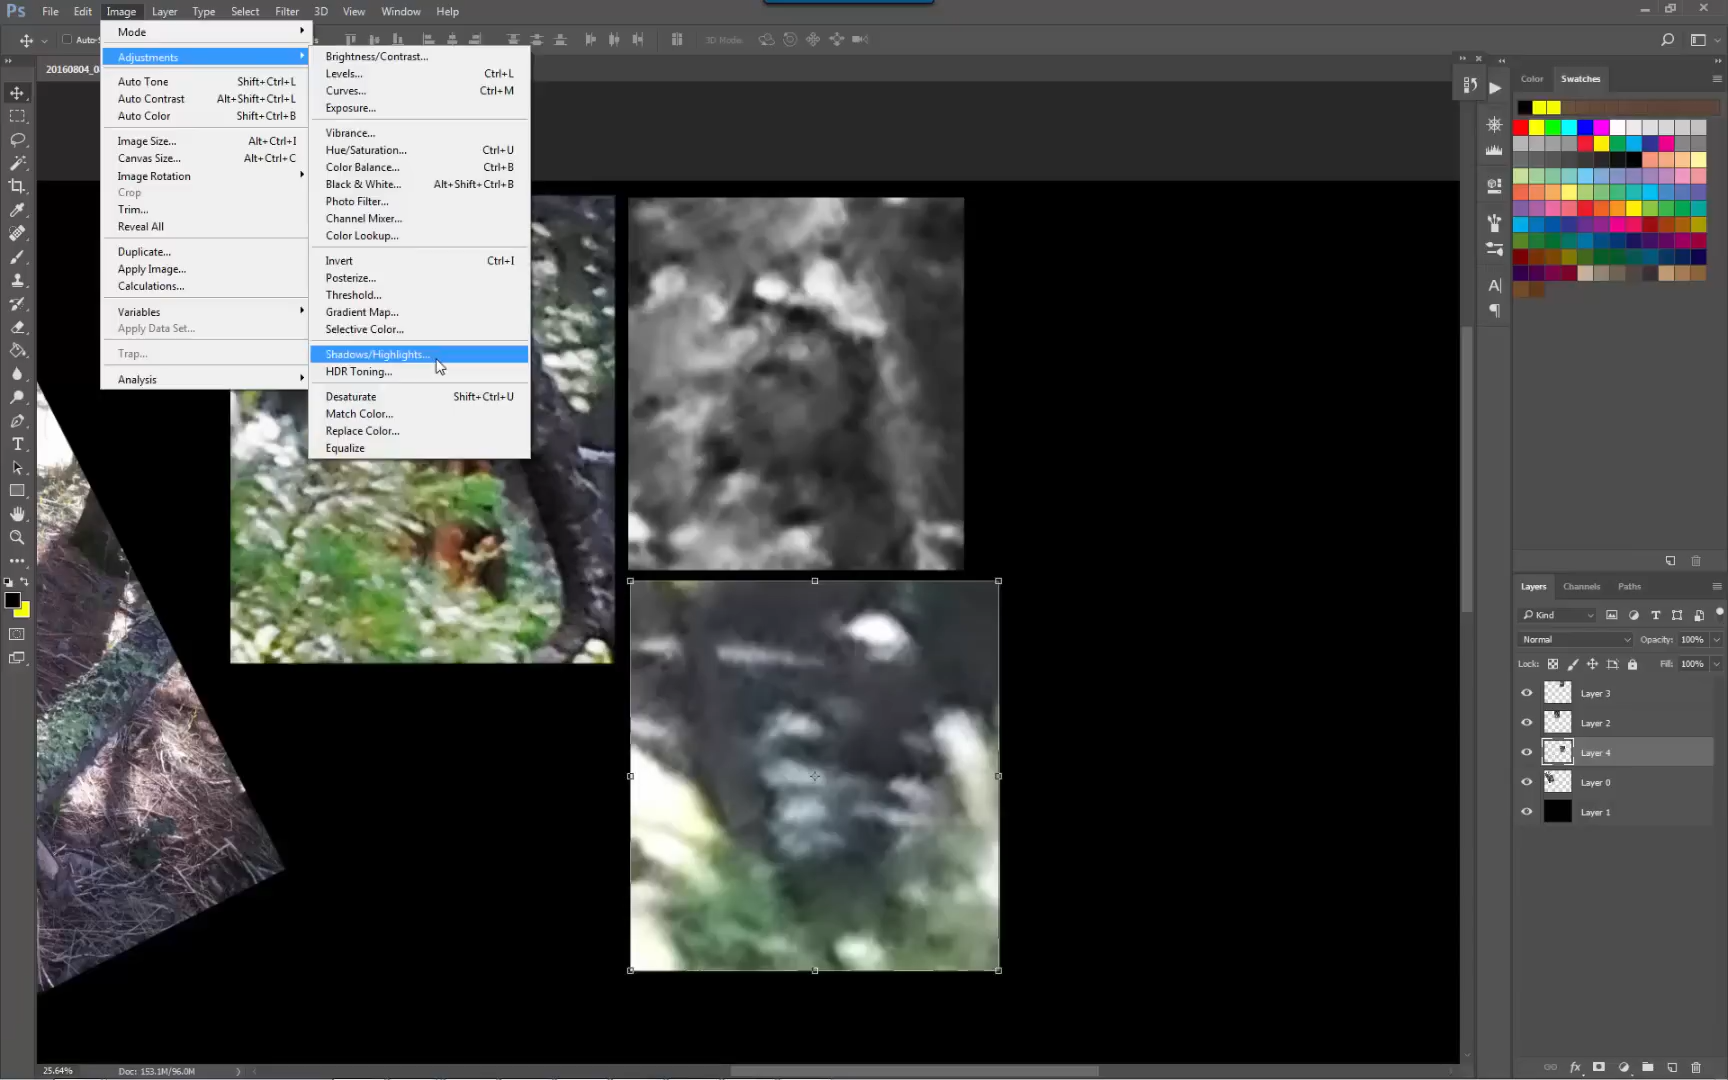 Ps File Edit Image Layer Type Select Filter 3D View Window Help
Mode
Adjustments
Auto Tone Shift+Ctrl+L
Auto Contrast Alt+Shift+Ctrl+L
Auto Color Shift+Ctrl+B
Image Size... Alt+Ctrl+I
Canvas Size... Alt+Ctrl+C
Image Rotation
Crop
Trim...
Reveal All
Duplicate...
Apply Image...
Calculations...
Variables
Apply Data Set...
Trap...
Analysis
Brightness/Contrast...
Levels... Ctrl+L
Curves... Ctrl+M
Exposure...
Vibrance...
Hue/Saturation... Ctrl+U
Color Balance... Ctrl+B
Black & White... Alt+Shift+Ctrl+B
Photo Filter...
Channel Mixer...
Color Lookup...
Invert Ctrl+I
Posterize...
Threshold...
Gradient Map...
Selective Color...
Shadows/Highlights...
HDR Toning...
Desaturate Shift+Ctrl+U
Match Color...
Replace Color...
Equalize
3D Mode:
Color Swatches
Layers Channels Paths
Kind
Normal Opacity: 100%
Lock: Fill: 100%
Layer 3
Layer 2
Layer 4
Layer 0
Layer 1
25.64% Doc: 153.1M/96.0M